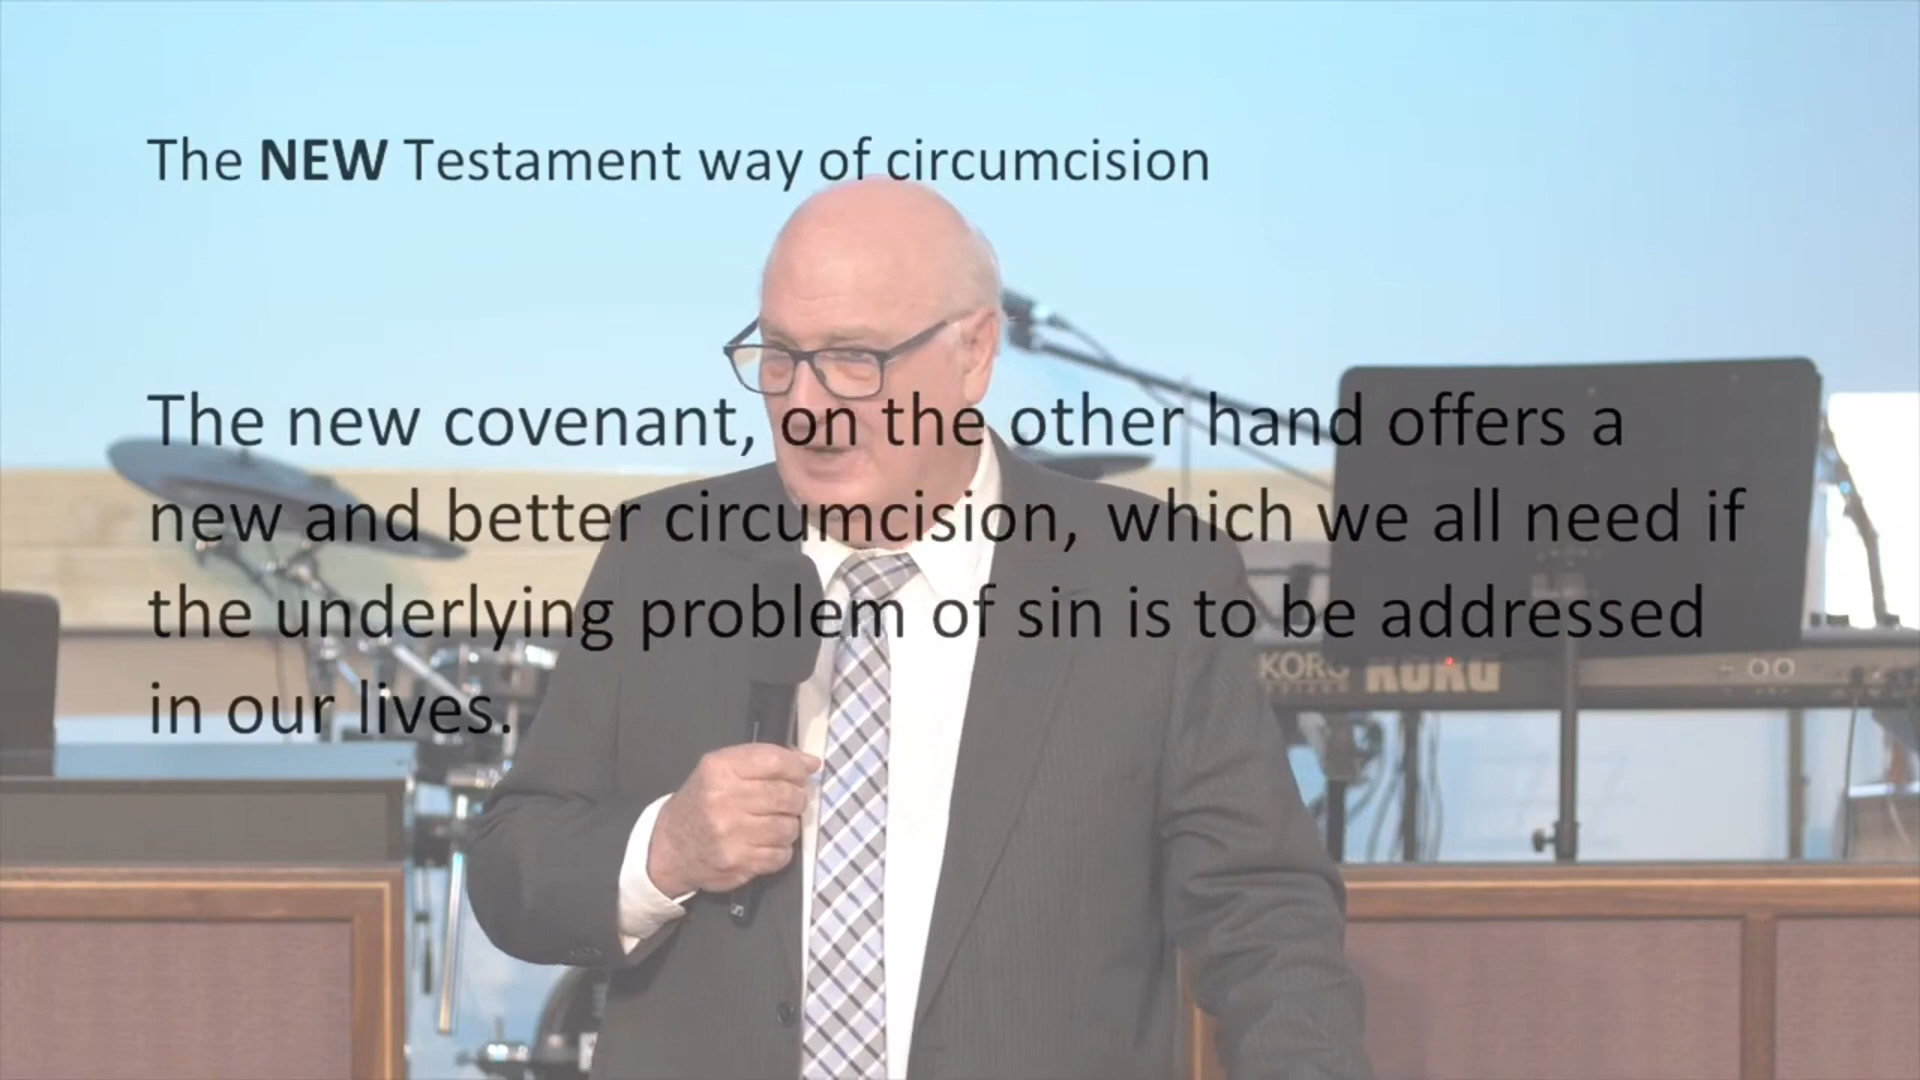 The NEW Testament way of circumcision
The new covenant, on the other hand offers a
new and better circumcision, which we all need if
the underlying problem of sin is to be addressed
in our lives.
KORG KORG